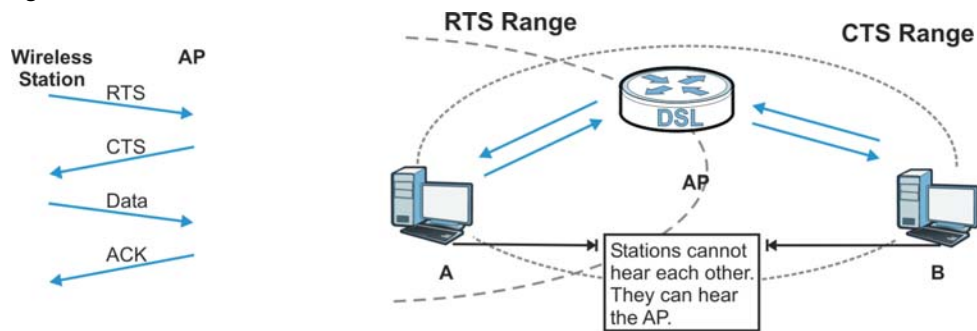 Wireless
Station
AP
RTS
CTS
Data
ACK
RTS Range
CTS Range
DSL
AP
A
B
Stations cannot
hear each other.
They can hear
the AP.